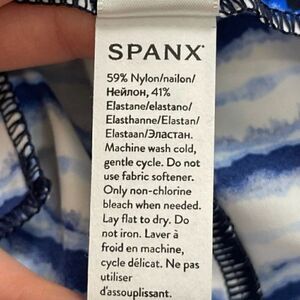 SPANX
59% Nylon/nailon/
Нейлон, 41%
Elastane/elastano/
Elasthanne/Elastan/
Elastaan/Эластан.
Machine wash cold,
gentle cycle. Do not
use fabric softener.
Only non-chlorine
bleach when needed.
Lay flat to dry. Do
not iron. Laver à
froid en machine,
cycle délicat. Ne pas
utiliser
d'assouplissant.